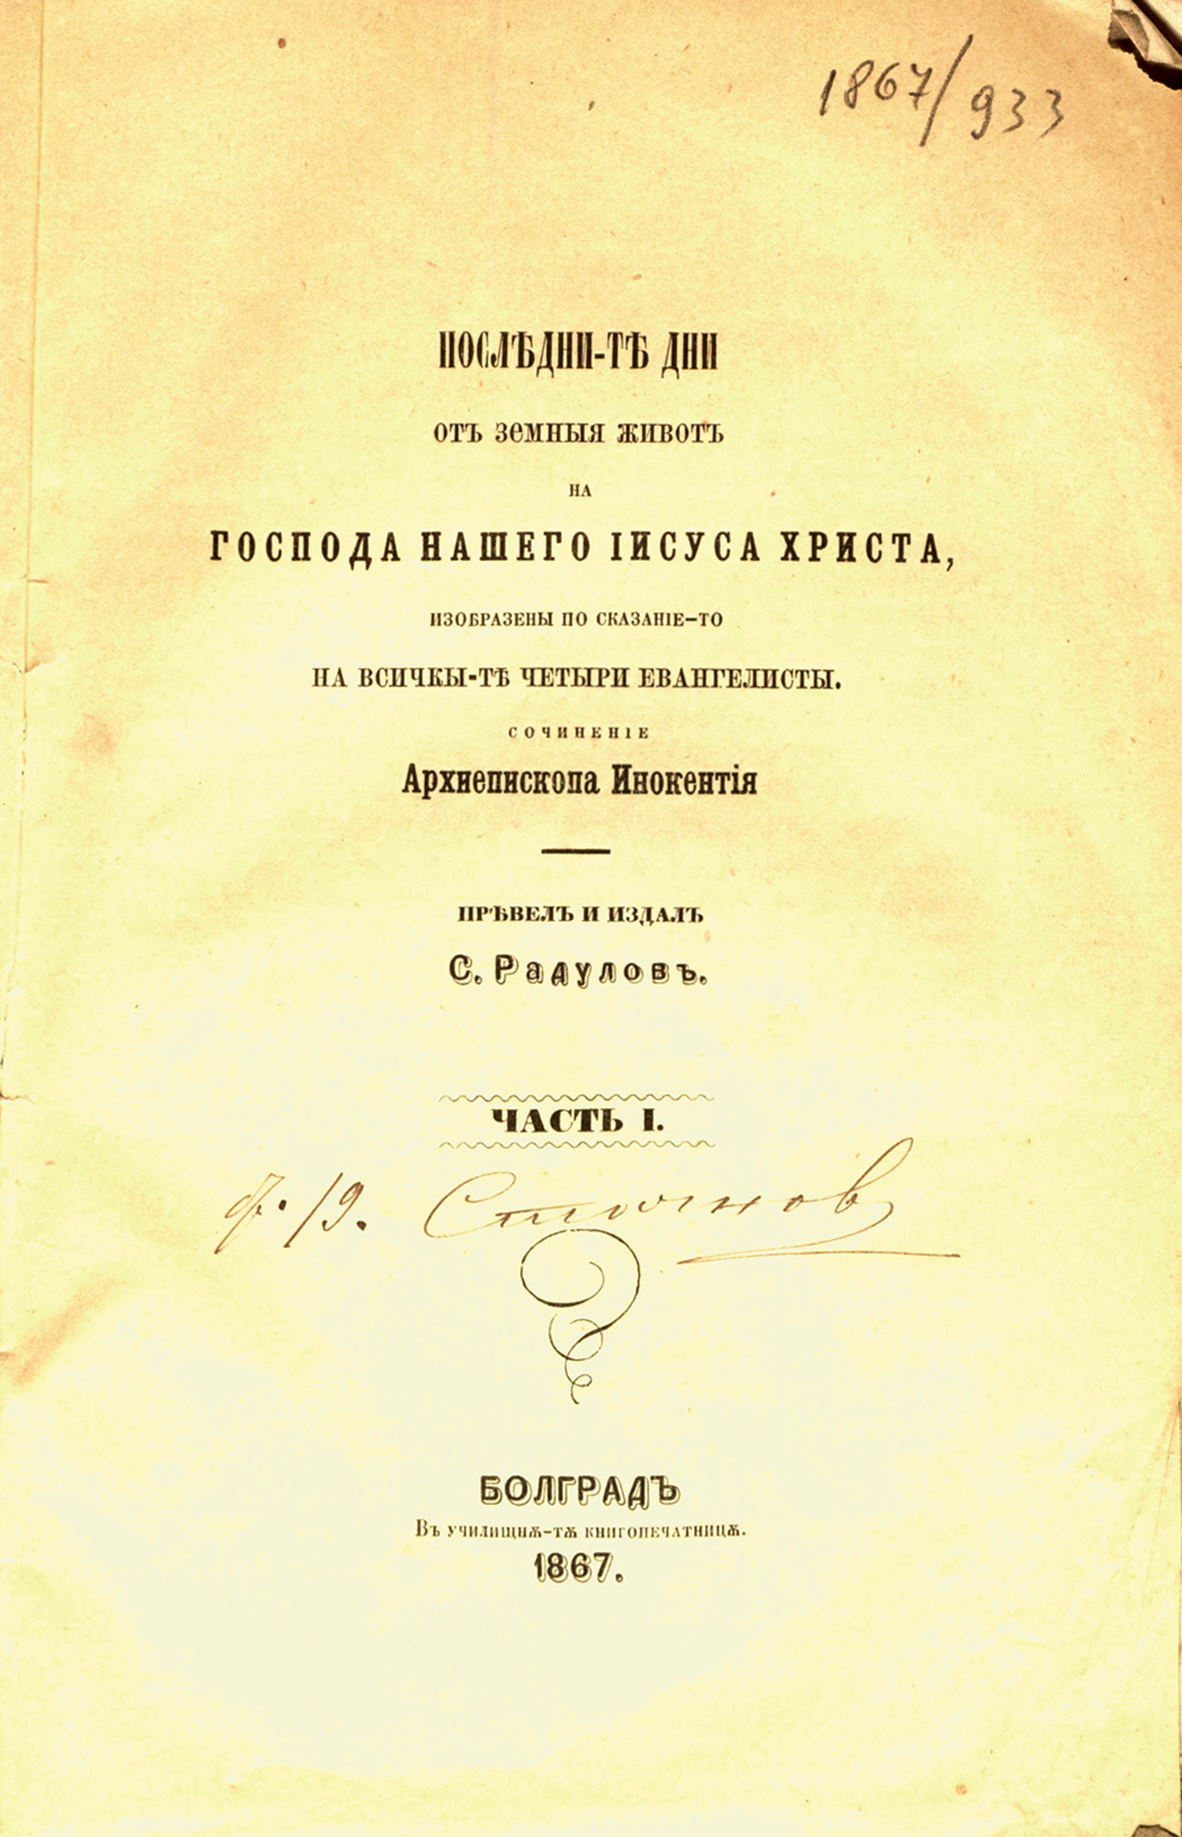 1867/933
ПОСЛѢДНИ-ТѢ ДНИ
ОТЪ ЗЕМНЫЯ ЖИВОТЪ
НА
ГОСПОДА НАШЕГО ІИСУСА ХРИСТА,
ИЗОБРАЗЕНЫ ПО СКАЗАНІЕ-ТО
НА ВСИЧКЫ-ТѢ ЧЕТЫРИ ЕВАНГЕЛИСТЫ.
СОЧИНЕНІЕ
Архиепископа Инокентія
ПРѢВЕЛЪ И ИЗДАЛЪ
С. Радуловъ.
ЧАСТЬ I.
Стоянов
БОЛГРАДЪ
Въ училищнѫ-тѫ книгопечатницѫ.
1867.